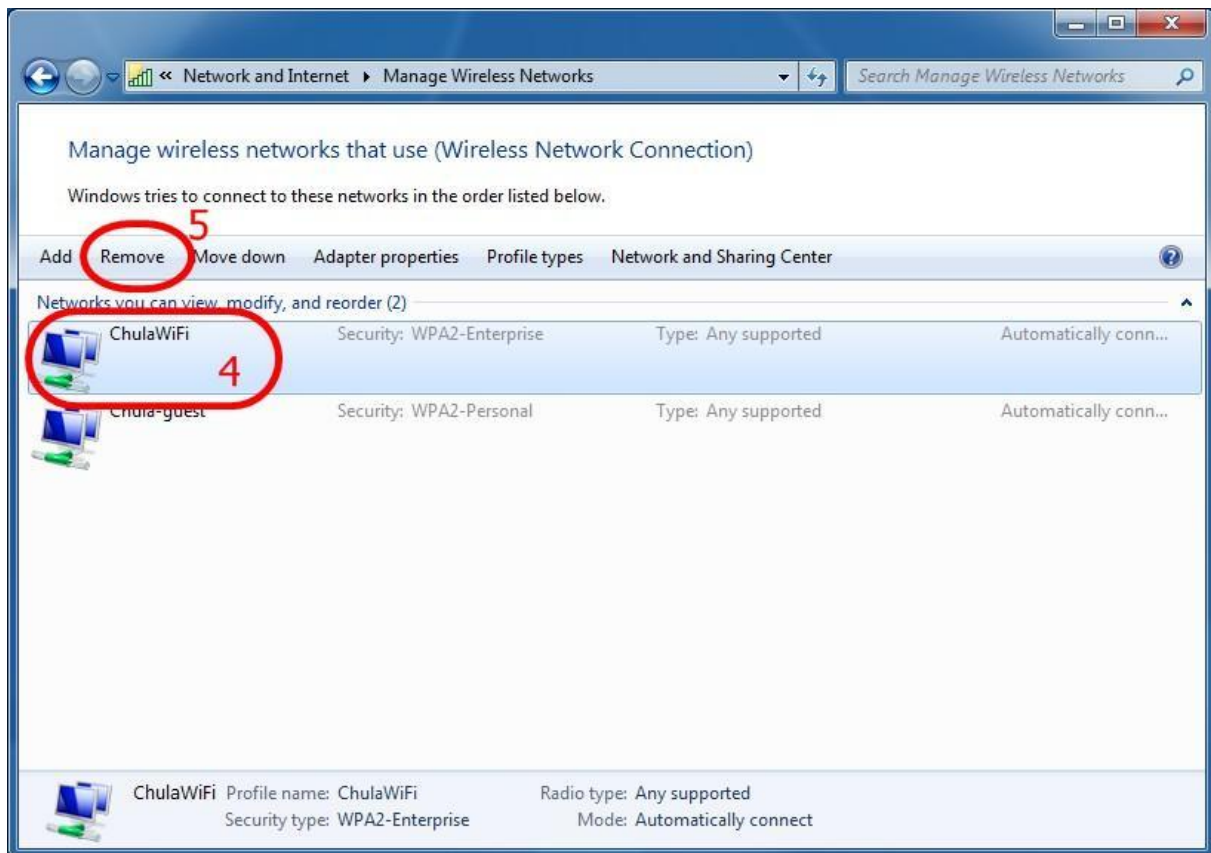 « Network and Internet ▸ Manage Wireless Networks Search Manage Wireless Networks
Manage wireless networks that use (Wireless Network Connection)
Windows tries to connect to these networks in the order listed below.
5
Add Remove Move down Adapter properties Profile types Network and Sharing Center
Networks you can view, modify, and reorder (2)
ChulaWiFi Security: WPA2-Enterprise Type: Any supported Automatically conn...
4
Chula-guest Security: WPA2-Personal Type: Any supported Automatically conn...
ChulaWiFi Profile name: ChulaWiFi Radio type: Any supported
Security type: WPA2-Enterprise Mode: Automatically connect